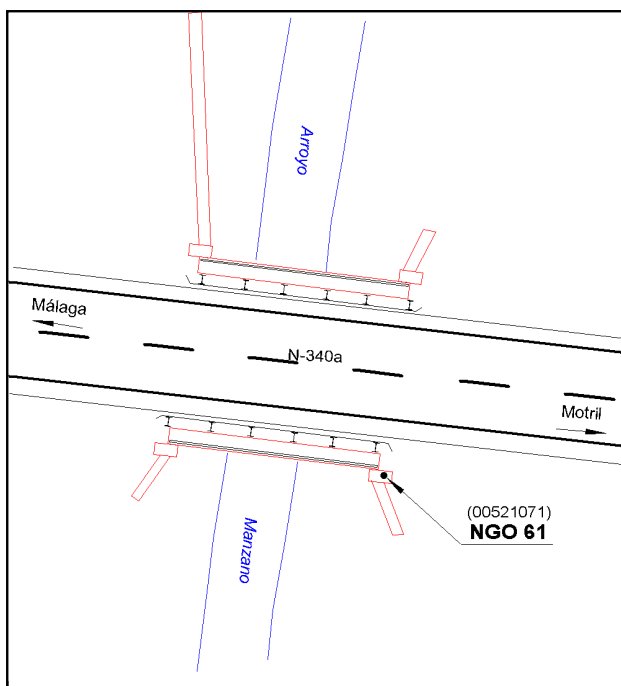 Arroyo
Málaga
N-340a
Motril
(00521071)
NGO 61
Manzano